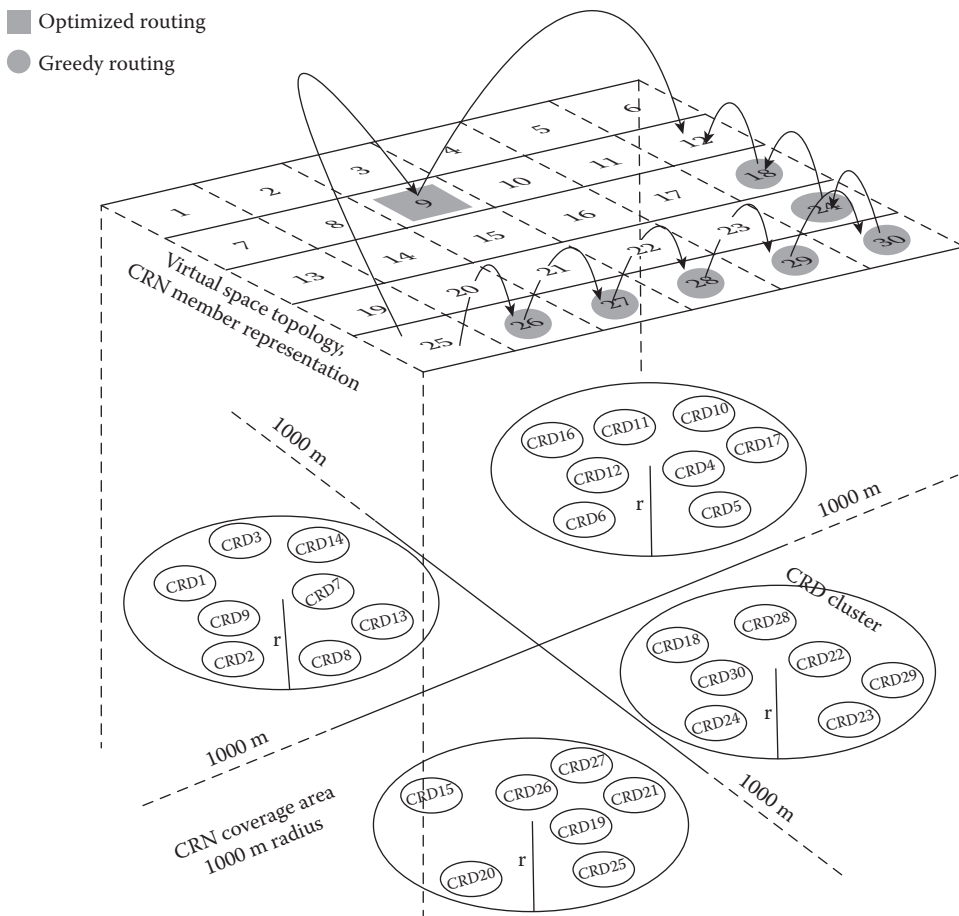 Optimized routing
Greedy routing
1 2 3 4 5 6
7 8 9 10 11 12
13 14 15 16 17 18
19 20 21 22 23 24
25 26 27 28 29 30
Virtual space topology,
CRN member representation
1000 m
CRD16 CRD11 CRD10
CRD12 CRD4 CRD17
CRD6 r CRD5
1000 m
CRD3 CRD14
CRD1 CRD7
CRD9 CRD13
CRD2 r CRD8
CRD cluster
CRD18 CRD28
CRD30 CRD22 CRD29
CRD24 r CRD23
1000 m
CRN coverage area
1000 m radius
CRD15 CRD26 CRD27 CRD21
CRD19
CRD20 r CRD25
1000 m